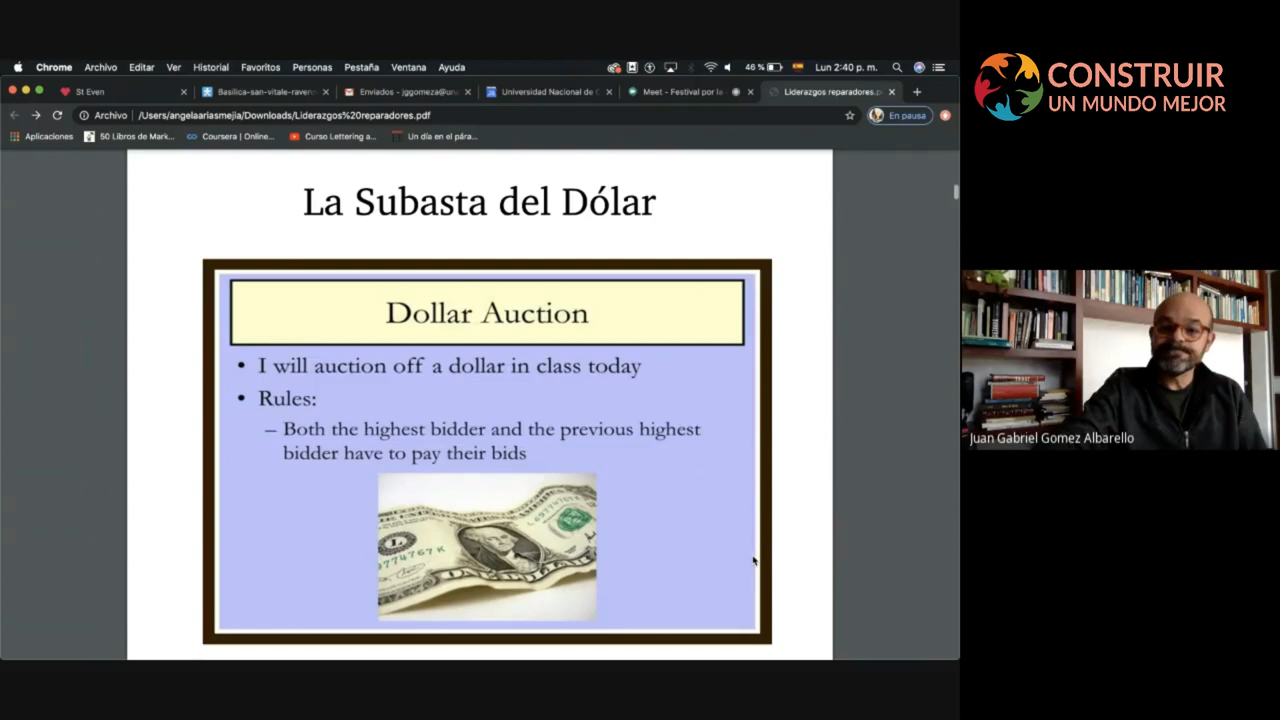 Chrome Archivo Editar Ver Historial Favoritos Personas Pestaña Ventana Ayuda
46 % Lun 2:40 p. m.
St Even
Basilica-san-vitale-raven
Enviados - jggomeza@una
Universidad Nacional de C
Meet - Festival por la
Liderazgos reparadores.p
Archivo /Users/angelaariasmejia/Downloads/Liderazgos%20reparadores.pdf
En pausa
Aplicaciones 50 Libros de Mark... Coursera | Online... Curso Lettering a... Un día en el pára...
CONSTRUIR
UN MUNDO MEJOR
La Subasta del Dólar
Dollar Auction
• I will auction off a dollar in class today
• Rules:
– Both the highest bidder and the previous highest
bidder have to pay their bids
Juan Gabriel Gomez Albarello